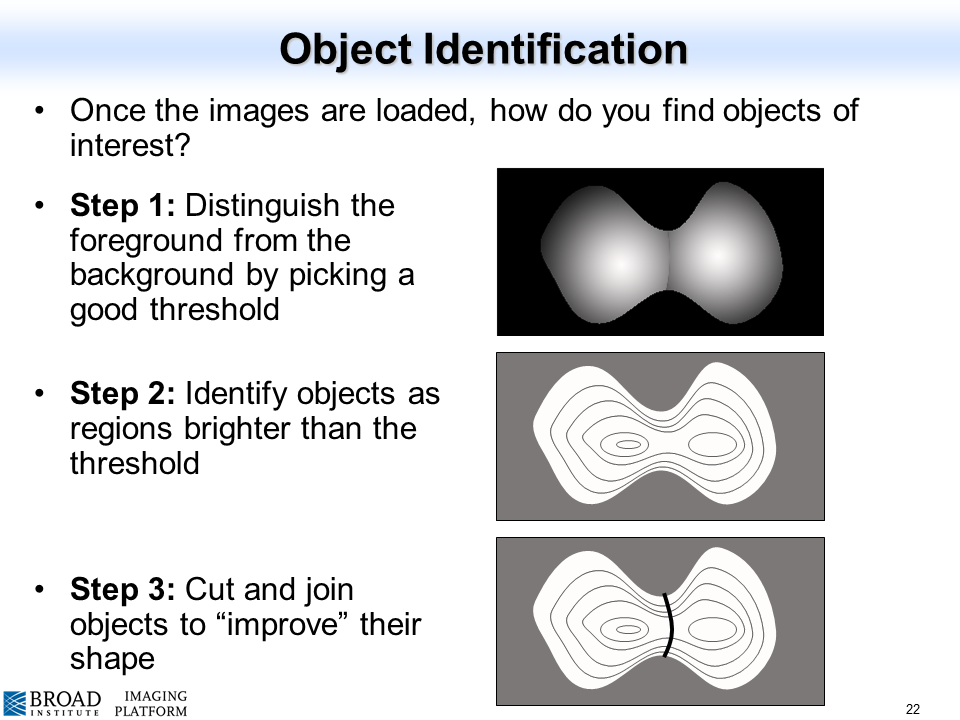 Object Identification
• Once the images are loaded, how do you find objects of
interest?
• Step 1: Distinguish the
foreground from the
background by picking a
good threshold
• Step 2: Identify objects as
regions brighter than the
threshold
• Step 3: Cut and join
objects to “improve” their
shape
BROAD
INSTITUTE
IMAGING
PLATFORM
22